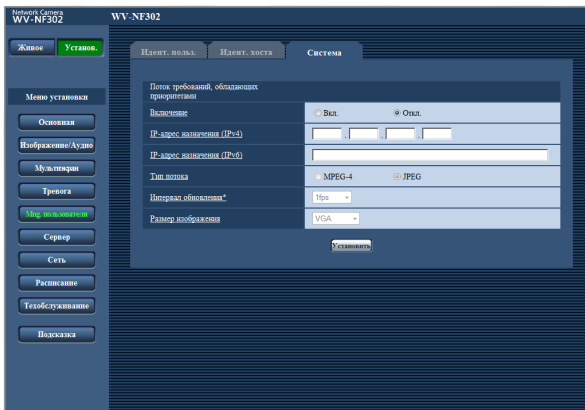 Network Camera
WV-NF302
WV-NF302
Живое
Установ.
Идент. польз.
Идент. хоста
Система
Меню установки
Основная
Изображение/Аудио
Мультиэкран
Тревога
Mng. пользователя
Сервер
Сеть
Расписание
Техобслуживание
Подсказка
Поток требований, обладающих
приоритетами
Включение
Вкл.
Откл.
IP-адрес назначения (IPv4)
. . .
IP-адрес назначения (IPv6)
Тип потока
MPEG-4
JPEG
Интервал обновления*
1fps
Размер изображения
VGA
Установить